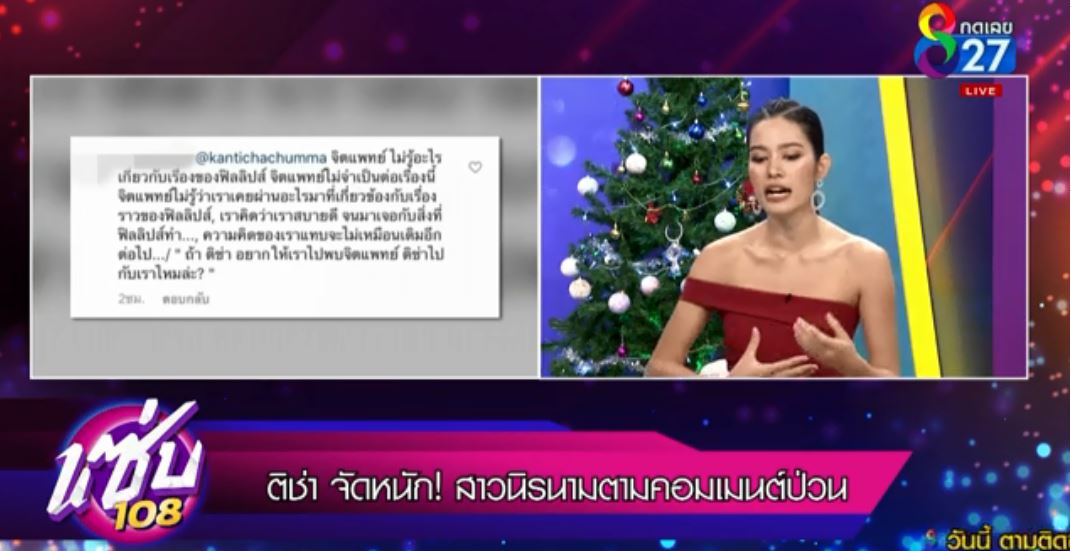 กดเลข
27
LIVE
@kantichachumma จิตแพทย์ ไม่รู้อะไร
เกี่ยวกับเรื่องของฟิลลิปส์ จิตแพทย์ไม่จำเป็นต่อเรื่องนี้
จิตแพทย์ไม่รู้ว่าเราเคยผ่านอะไรมาที่เกี่ยวข้องกับเรื่อง
ราวของฟิลลิปส์, เราคิดว่าเราสบายดี จนมาเจอกับสิ่งที่
ฟิลลิปส์ทำ..., ความคิดของเราแทบจะไม่เหมือนเดิมอีก
ต่อไป.../ " ถ้า ติช่า อยากให้เราไปพบจิตแพทย์ ติช่าไป
กับเราไหมล่ะ? "
2ชม. ตอบกลับ
แซ่บ
108
ติช่า จัดหนัก! สาวนิรนามตามคอมเมนต์ป่วน
วันนี้